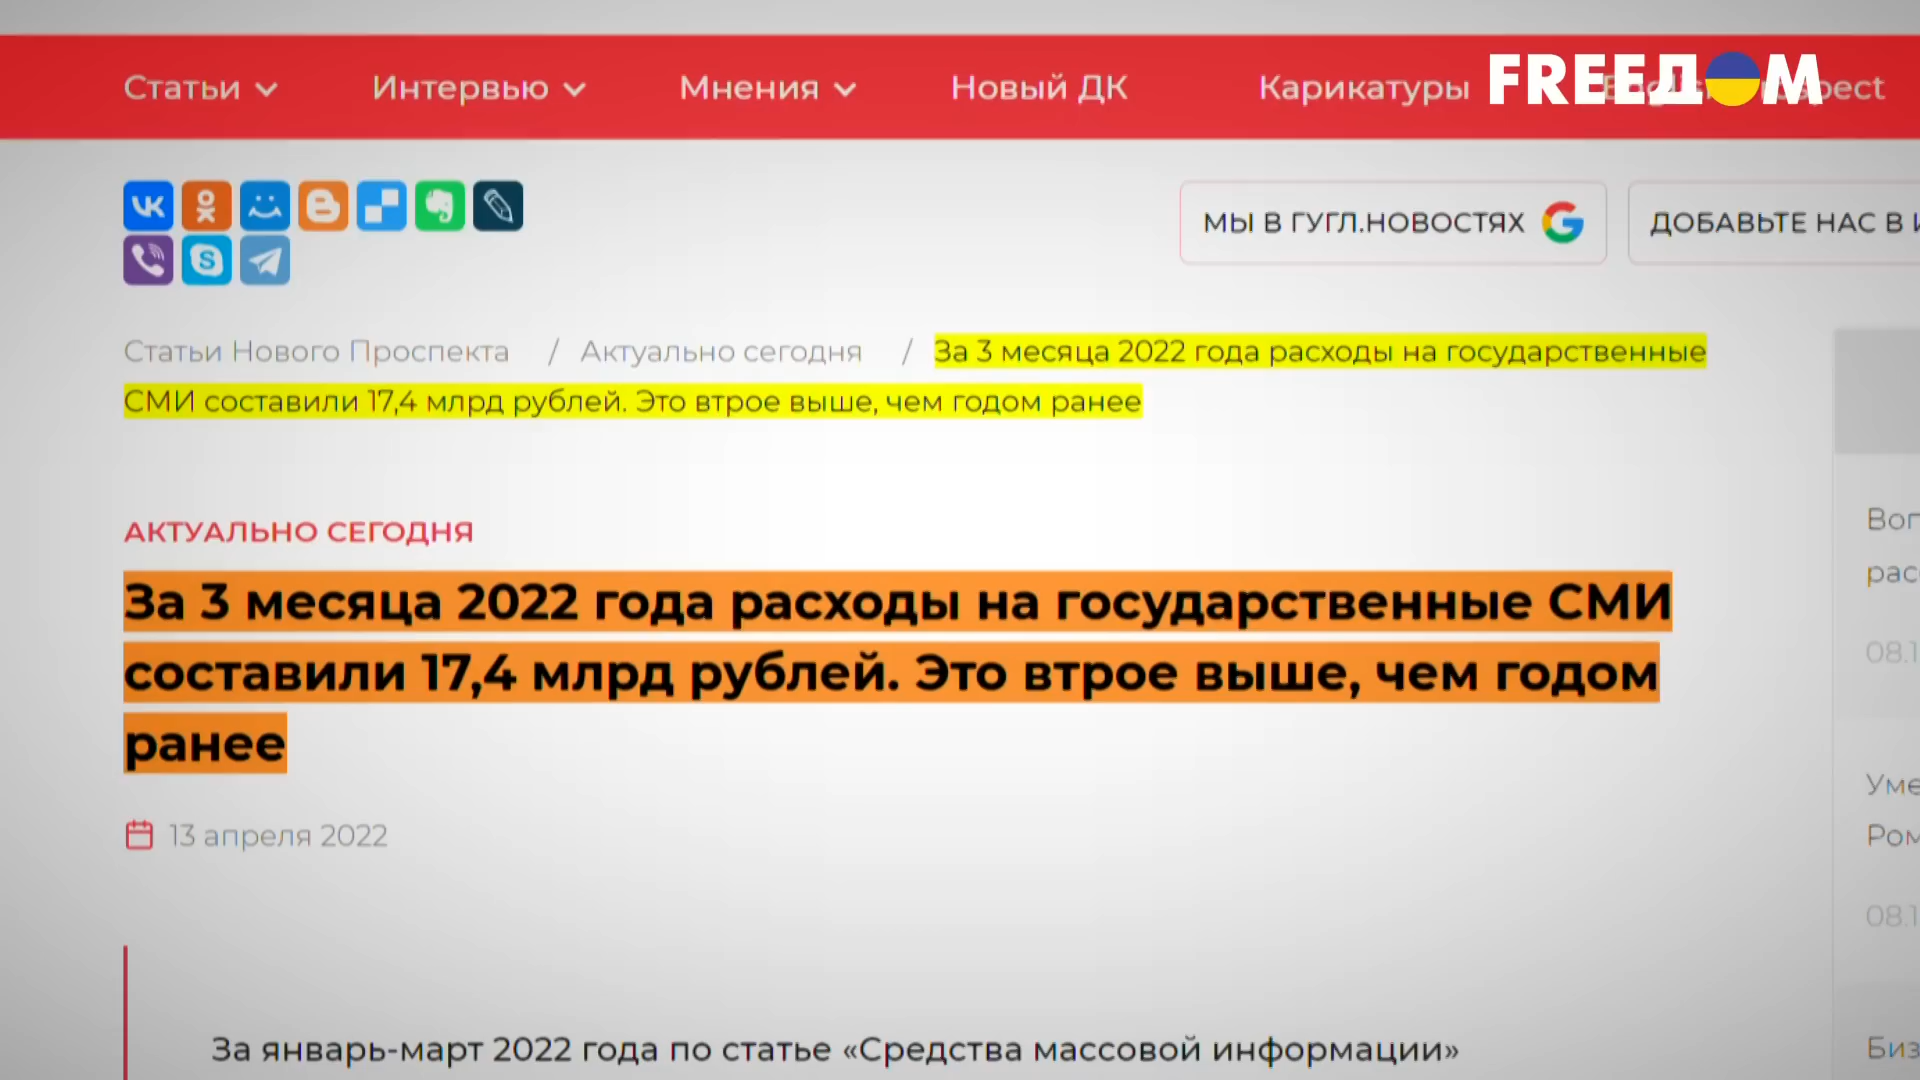 Статьи Интервью Мнения Новый ДК Карикатуры
FREEДОМ
МЫ В ГУГЛ.НОВОСТЯХ ДОБАВЬТЕ НАС В
Статьи Нового Проспекта / Актуально сегодня / За 3 месяца 2022 года расходы на государственные
СМИ составили 17,4 млрд рублей. Это втрое выше, чем годом ранее
АКТУАЛЬНО СЕГОДНЯ
За 3 месяца 2022 года расходы на государственные СМИ
составили 17,4 млрд рублей. Это втрое выше, чем годом
ранее
13 апреля 2022
За январь-март 2022 года по статье «Средства массовой информации»